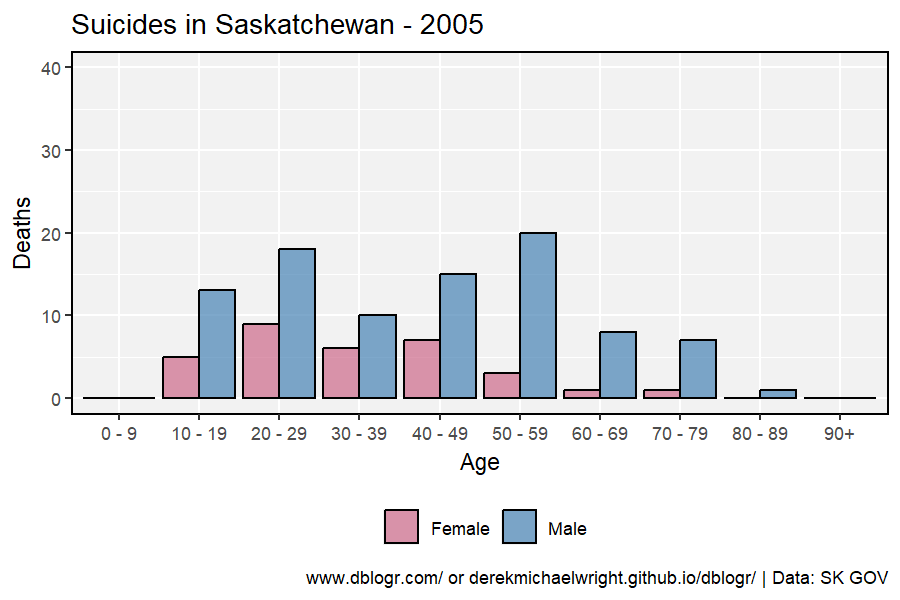 Suicides in Saskatchewan - 2005
Deaths
40
30
20
10
0
0 - 9 10 - 19 20 - 29 30 - 39 40 - 49 50 - 59 60 - 69 70 - 79 80 - 89 90+
Age
Female Male
www.dblogr.com/ or derekmichaelwright.github.io/dblogr/ | Data: SK GOV